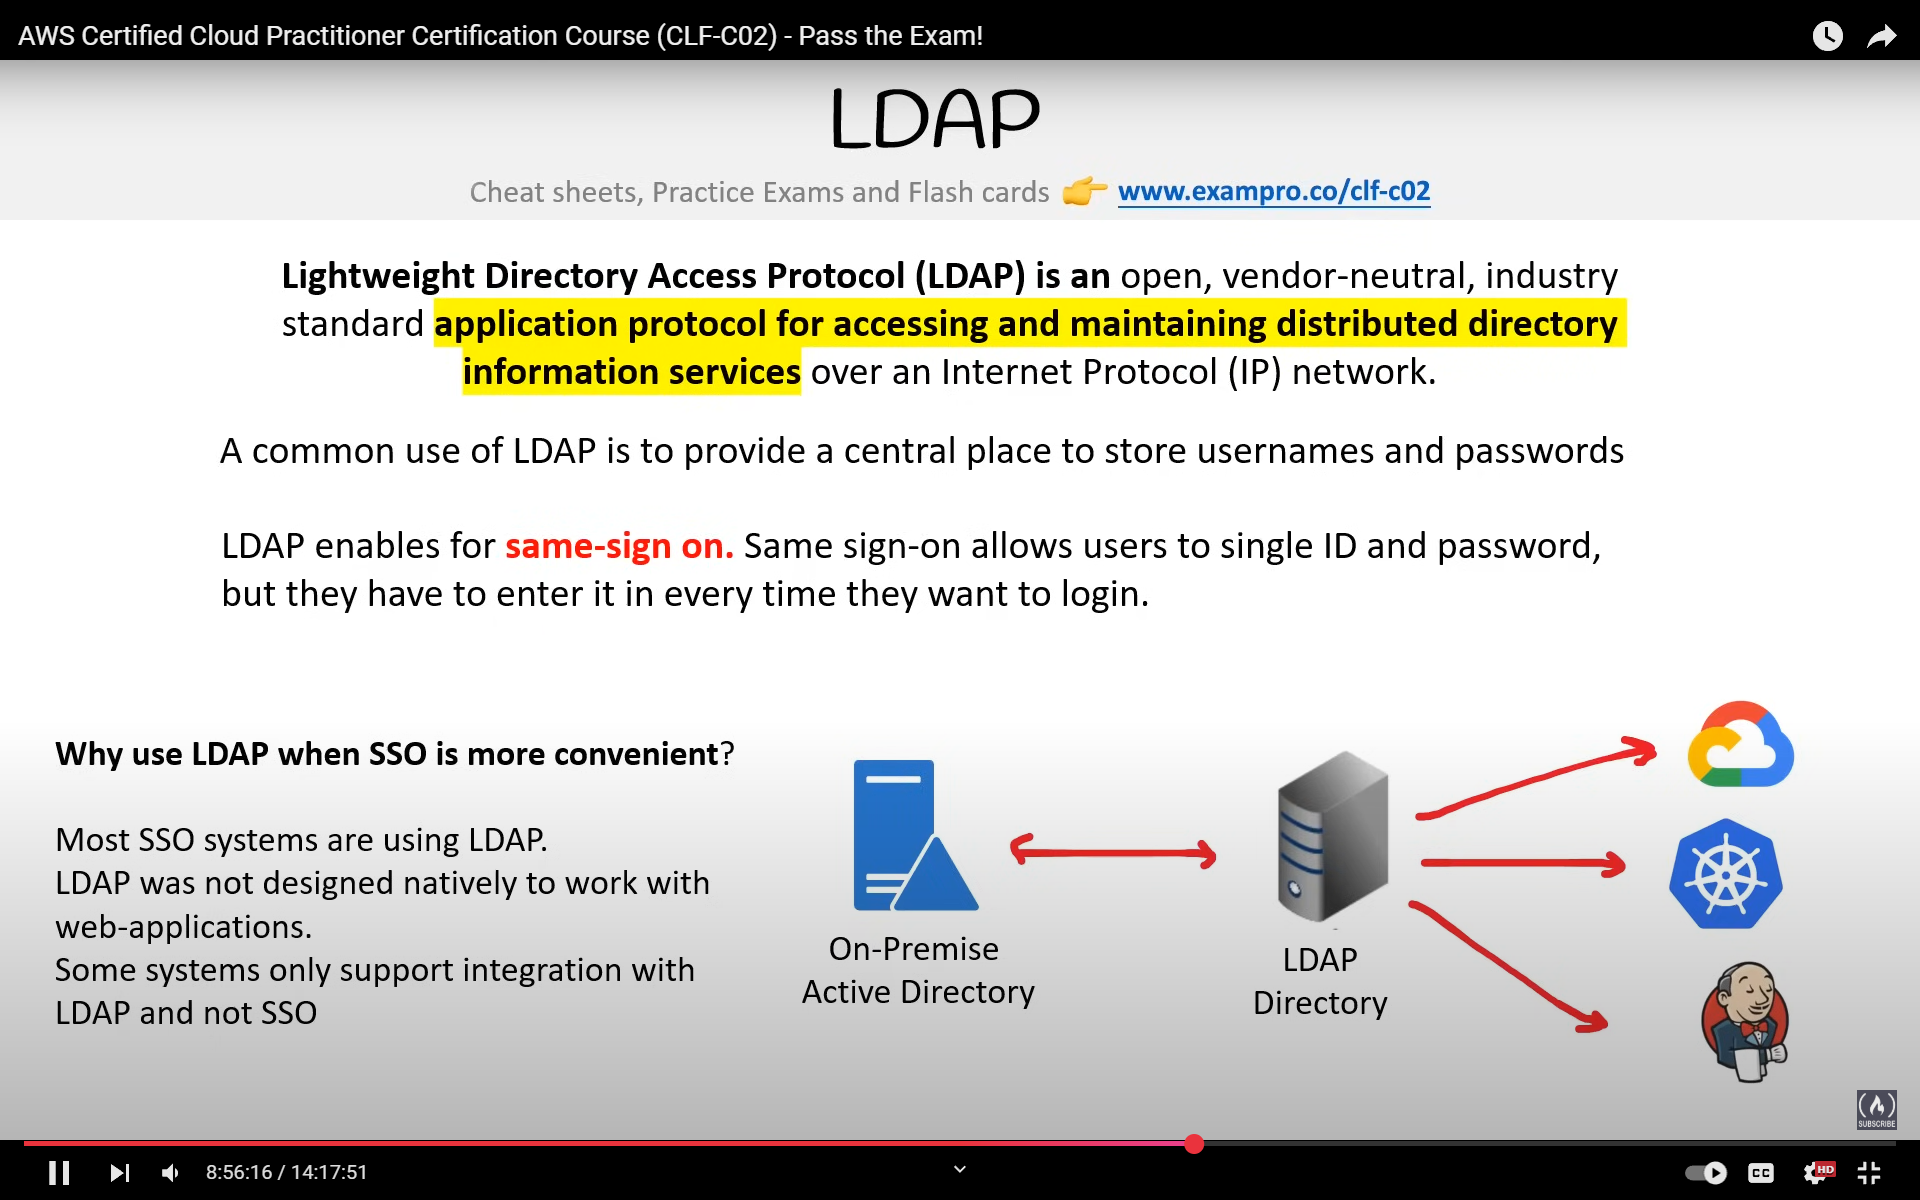 AWS Certified Cloud Practitioner Certification Course (CLF-C02) - Pass the Exam!
LDAP
Cheat sheets, Practice Exams and Flash cards 👉 www.exampro.co/clf-c02
Lightweight Directory Access Protocol (LDAP) is an open, vendor-neutral, industry
standard application protocol for accessing and maintaining distributed directory
information services over an Internet Protocol (IP) network.
A common use of LDAP is to provide a central place to store usernames and passwords
LDAP enables for same-sign on. Same sign-on allows users to single ID and password,
but they have to enter it in every time they want to login.
Why use LDAP when SSO is more convenient?
Most SSO systems are using LDAP.
LDAP was not designed natively to work with
web-applications.
Some systems only support integration with
LDAP and not SSO
On-Premise
Active Directory
LDAP
Directory
SUBSCRIBE
8:56:16 / 14:17:51
CC
HD